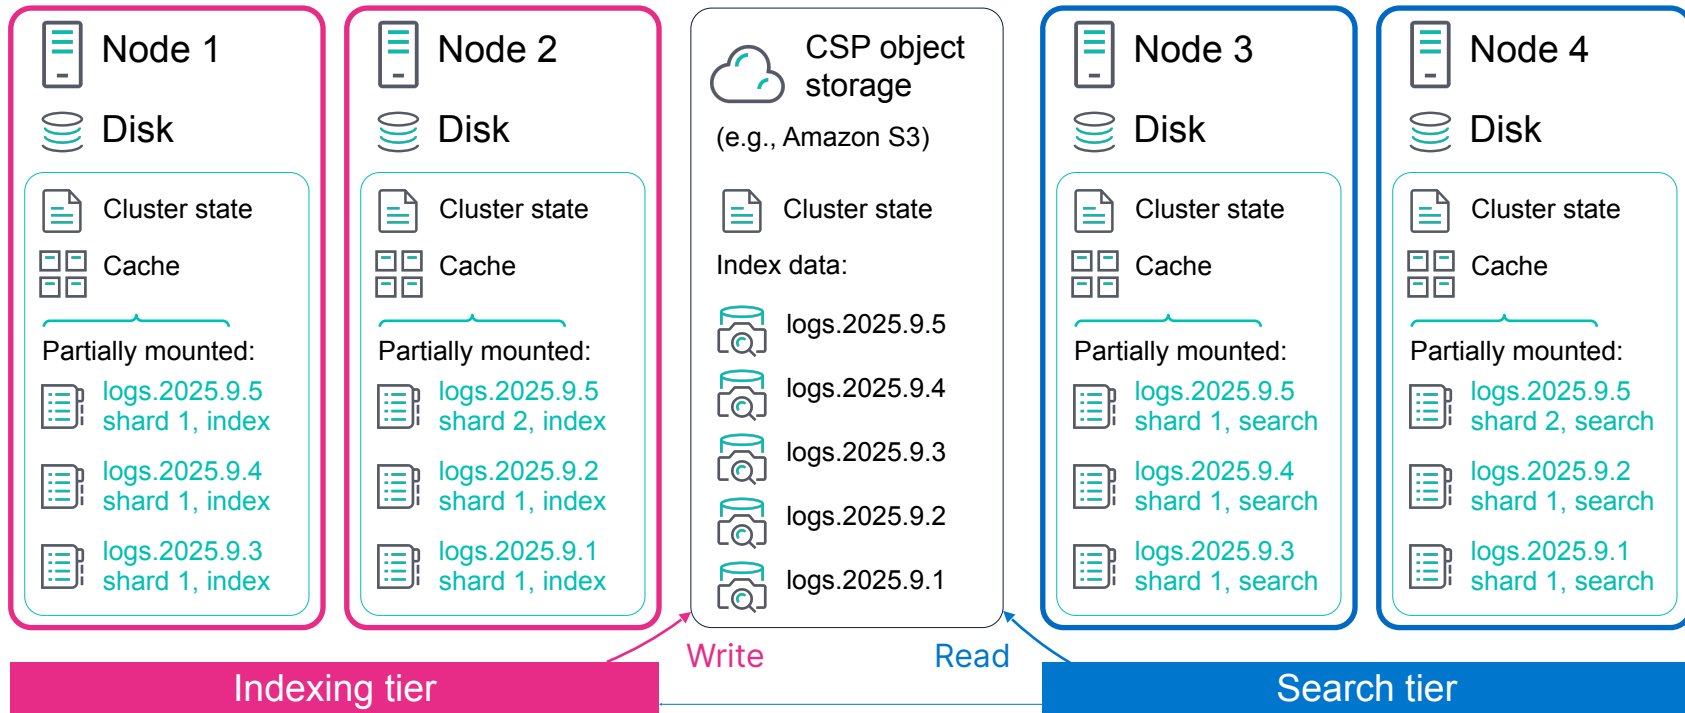 Node 1
Disk
Cluster state
Cache
Partially mounted:
logs.2025.9.5
shard 1, index
logs.2025.9.4
shard 1, index
logs.2025.9.3
shard 1, index
Node 2
Disk
Cluster state
Cache
Partially mounted:
logs.2025.9.5
shard 2, index
logs.2025.9.2
shard 1, index
logs.2025.9.1
shard 1, index
CSP object
storage
(e.g., Amazon S3)
Cluster state
Index data:
logs.2025.9.5
logs.2025.9.4
logs.2025.9.3
logs.2025.9.2
logs.2025.9.1
Node 3
Disk
Cluster state
Cache
Partially mounted:
logs.2025.9.5
shard 1, search
logs.2025.9.4
shard 1, search
logs.2025.9.3
shard 1, search
Node 4
Disk
Cluster state
Cache
Partially mounted:
logs.2025.9.5
shard 2, search
logs.2025.9.2
shard 1, search
logs.2025.9.1
shard 1, search
Write
Read
Indexing tier
Search tier